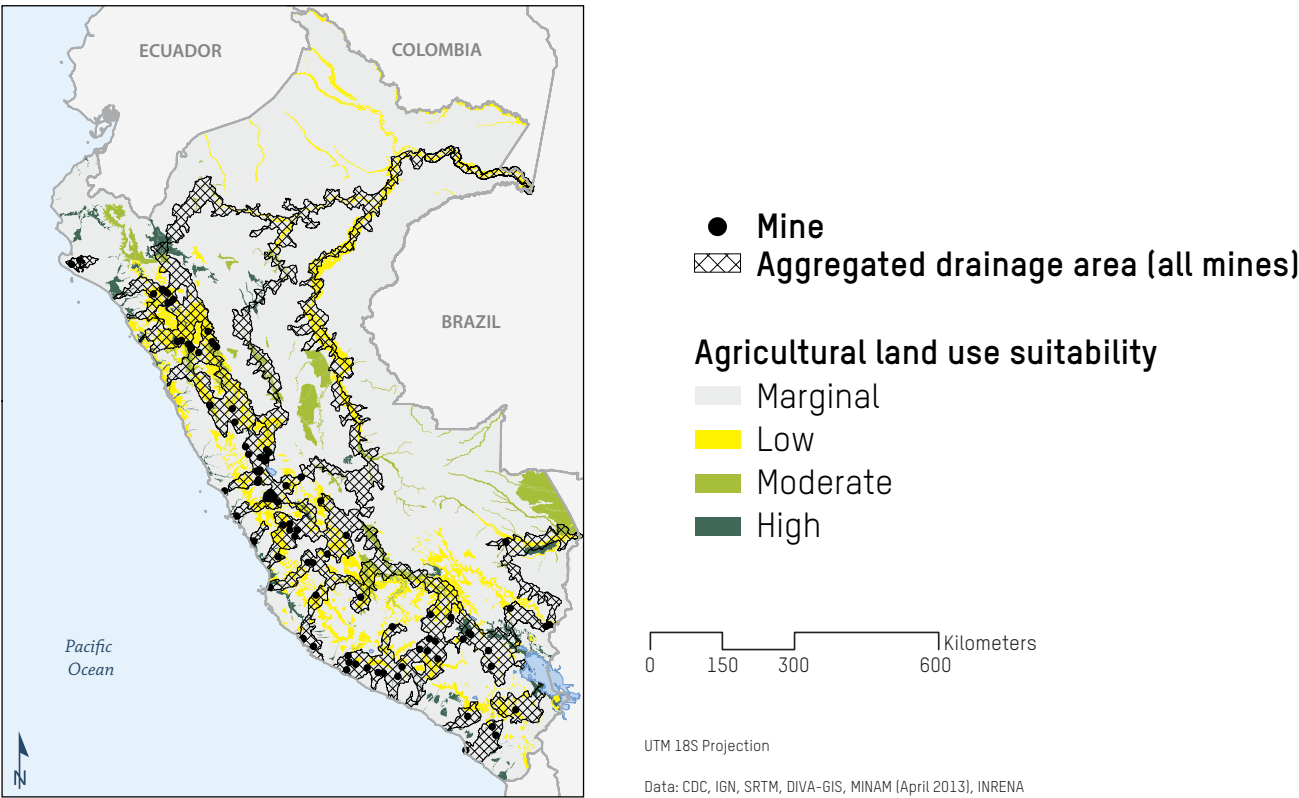 ECUADOR
COLOMBIA
BRAZIL
Pacific
Ocean
N
Mine
Aggregated drainage area (all mines)
Agricultural land use suitability
Marginal
Low
Moderate
High
Kilometers
0 150 300 600
UTM 18S Projection
Data: CDC, IGN, SRTM, DIVA-GIS, MINAM (April 2013), INRENA